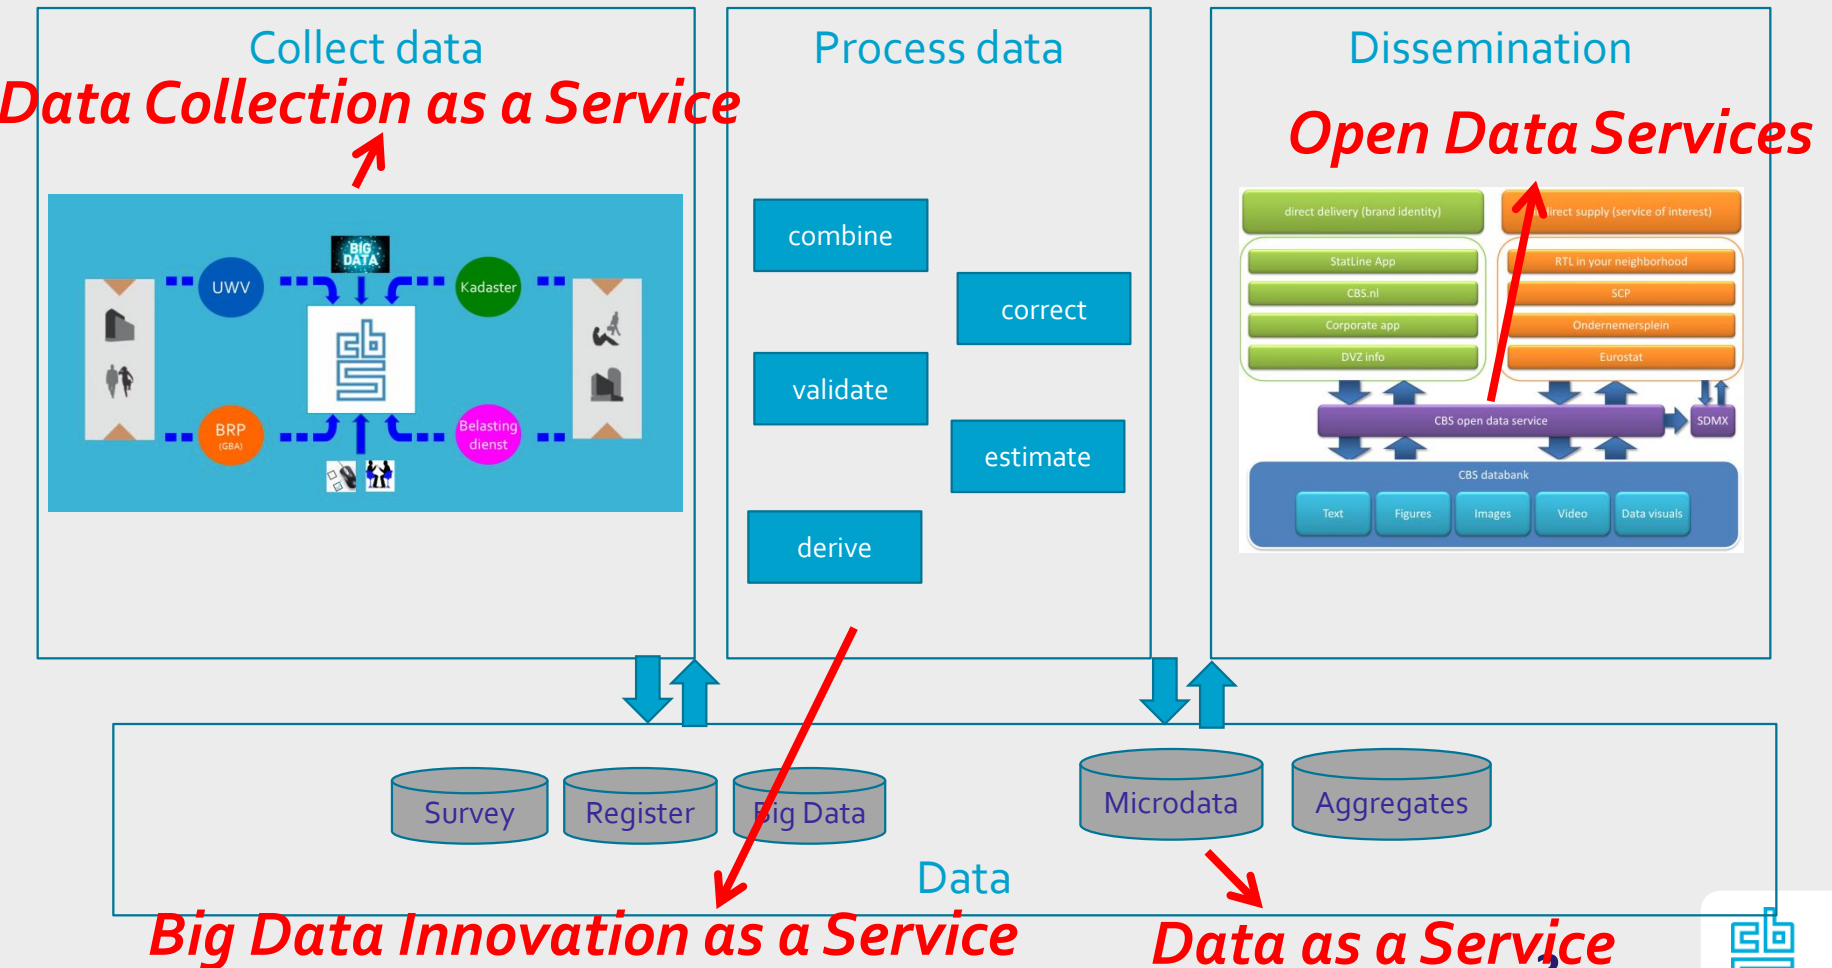 Collect data
Data Collection as a Service
BIG
DATA
UWV
Kadaster
cbs
BRP
(GBA)
Belasting
dienst
Process data
combine
correct
validate
estimate
derive
Dissemination
Open Data Services
direct delivery (brand identity)
direct supply (service of interest)
StatLine App
CBS.nl
Corporate app
DVZ info
RTL in your neighborhood
SCP
Ondernemersplein
Eurostat
CBS open data service
SDMX
CBS databank
Text
Figures
Images
Video
Data visuals
Survey
Register
Big Data
Microdata
Aggregates
Data
Big Data Innovation as a Service
Data as a Service